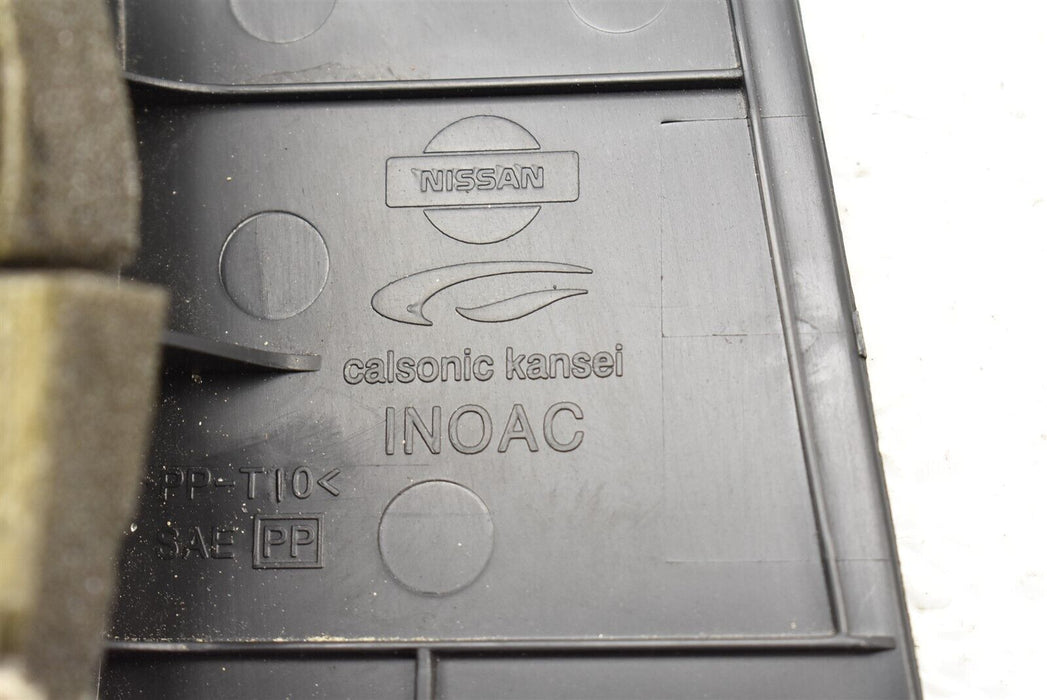 NISSAN
calsonic kansei
INOAC
PP-T10<
SAE PP